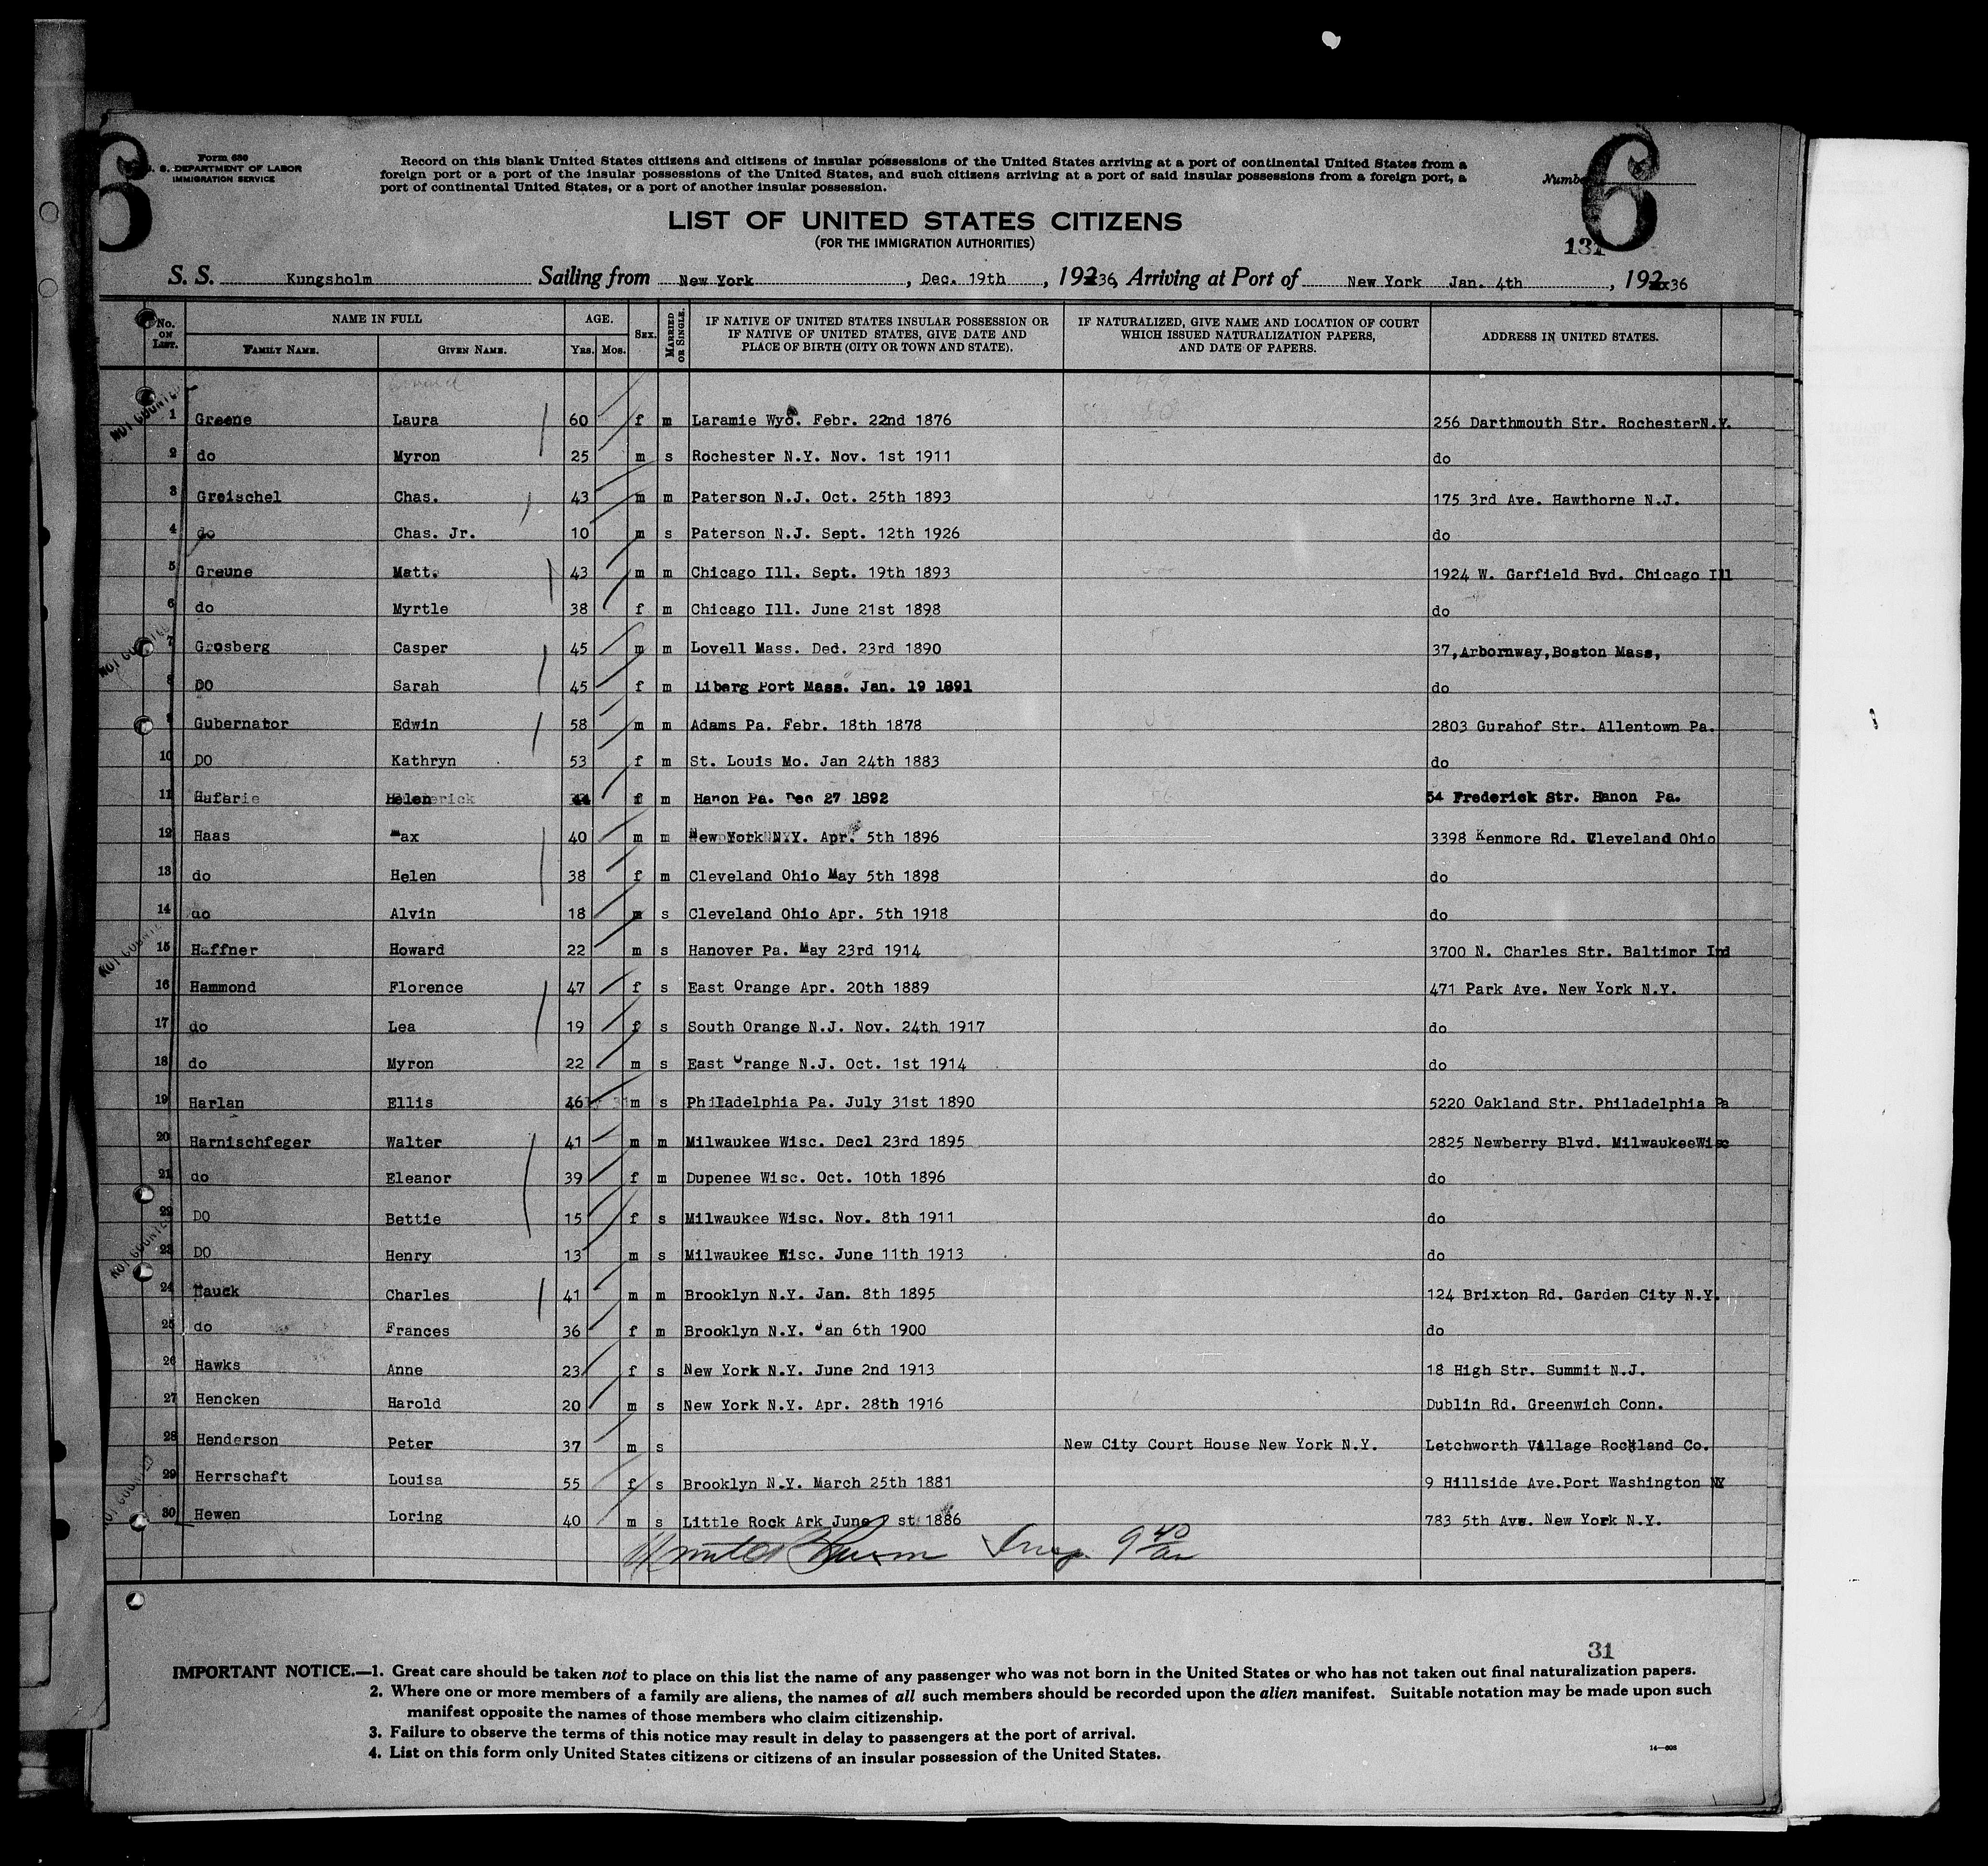 6
Form 630
U. S. DEPARTMENT OF LABOR
IMMIGRATION SERVICE
Record on this blank United States citizens and citizens of insular possessions of the United States arriving at a port of continental United States from a
foreign port or a port of the insular possessions of the United States, and such citizens arriving at a port of said insular possessions from a foreign port, a
port of continental United States, or a port of another insular possession.
Number
6
131
LIST OF UNITED STATES CITIZENS
(FOR THE IMMIGRATION AUTHORITIES)
S. S. Kungsholm Sailing from New York, Dec. 19th, 19236, Arriving at Port of New York Jan. 4th, 192x36
No. ON LIST. NAME IN FULL FAMILY NAME. GIVEN NAME. AGE. YRS. MOS. SEX. MARRIED OR SINGLE. IF NATIVE OF UNITED STATES INSULAR POSSESSION OR IF NATIVE OF UNITED STATES, GIVE DATE AND PLACE OF BIRTH (CITY OR TOWN AND STATE). IF NATURALIZED, GIVE NAME AND LOCATION OF COURT WHICH ISSUED NATURALIZATION PAPERS, AND DATE OF PAPERS. ADDRESS IN UNITED STATES.
1 Greene Laura 60 f m Laramie Wyo. Febr. 22nd 1876 256 Darthmouth Str. RochesterN.Y.
2 do Myron 25 m s Rochester N.Y. Nov. 1st 1911 do
3 Greischel Chas. 43 m m Paterson N.J. Oct. 25th 1893 175 3rd Ave. Hawthorne N.J.
4 do Chas. Jr. 10 m s Paterson N.J. Sept. 12th 1926 do
5 Greune Matt. 43 m m Chicago Ill. Sept. 19th 1893 1924 W. Garfield Bvd. Chicago Ill
6 do Myrtle 38 f m Chicago Ill. June 21st 1898 do
7 Grosberg Casper 45 m m Lovell Mass. Ded. 23rd 1890 37,Arbornway,Boston Mass,
8 DO Sarah 45 f m Liberg Port Mass. Jan. 19 1891 do
9 Gubernator Edwin 58 m m Adams Pa. Febr. 18th 1878 2803 Gurahof Str. Allentown Pa.
10 DO Kathryn 53 f m St. Louis Mo. Jan 24th 1883 do
11 Helen 44 f m Hanon Pa. Dec 27 1892 54 Frederick Str. Hanon Pa.
12 Haas Max 40 m m New York N.Y. Apr. 5th 1896 3398 Kenmore Rd. Cleveland Ohio
13 do Helen 38 f m Cleveland Ohio May 5th 1898 do
14 do Alvin 18 m s Cleveland Ohio Apr. 5th 1918 do
15 Haffner Howard 22 m s Hanover Pa. May 23rd 1914 3700 N. Charles Str. Baltimor Ind
16 Hammond Florence 47 f s East Orange Apr. 20th 1889 471 Park Ave. New York N.Y.
17 do Lea 19 f s South Orange N.J. Nov. 24th 1917 do
18 do Myron 22 m s East Orange N.J. Oct. 1st 1914 do
19 Harlan Ellis 46 m s Philadelphia Pa. July 31st 1890 5220 Oakland Str. Philadelphia Pa
20 Harnischfeger Walter 41 m m Milwaukee Wisc. Decl 23rd 1895 2825 Newberry Blvd. MilwaukeeWisc
21 do Eleanor 39 f m Dupenee Wisc. Oct. 10th 1896 do
22 DO Bettie 15 f s Milwaukee Wisc. Nov. 8th 1911 do
23 DO Henry 13 m s Milwaukee Wisc. June 11th 1913 do
24 Hauck Charles 41 m m Brooklyn N.Y. Jan. 8th 1895 124 Brixton Rd. Garden City N.Y.
25 do Frances 36 f m Brooklyn N.Y. Jan 6th 1900 do
26 Hawks Anne 23 f s New York N.Y. June 2nd 1913 18 High Str. Summit N.J.
27 Hencken Harold 20 m s New York N.Y. Apr. 28th 1916 Dublin Rd. Greenwich Conn.
28 Henderson Peter 37 m s New City Court House New York N.Y. Letchworth Village Rockland Co.
29 Herrschaft Louisa 55 f s Brooklyn N.Y. March 25th 1881 9 Hillside Ave.Port Washington NY
30 Hewen Loring 40 m s Little Rock Ark June st 1886 783 5th Ave. New York N.Y.
Insp. 9 40 am
31
IMPORTANT NOTICE.—1. Great care should be taken not to place on this list the name of any passenger who was not born in the United States or who has not taken out final naturalization papers.
2. Where one or more members of a family are aliens, the names of all such members should be recorded upon the alien manifest. Suitable notation may be made upon such
manifest opposite the names of those members who claim citizenship.
3. Failure to observe the terms of this notice may result in delay to passengers at the port of arrival.
4. List on this form only United States citizens or citizens of an insular possession of the United States.